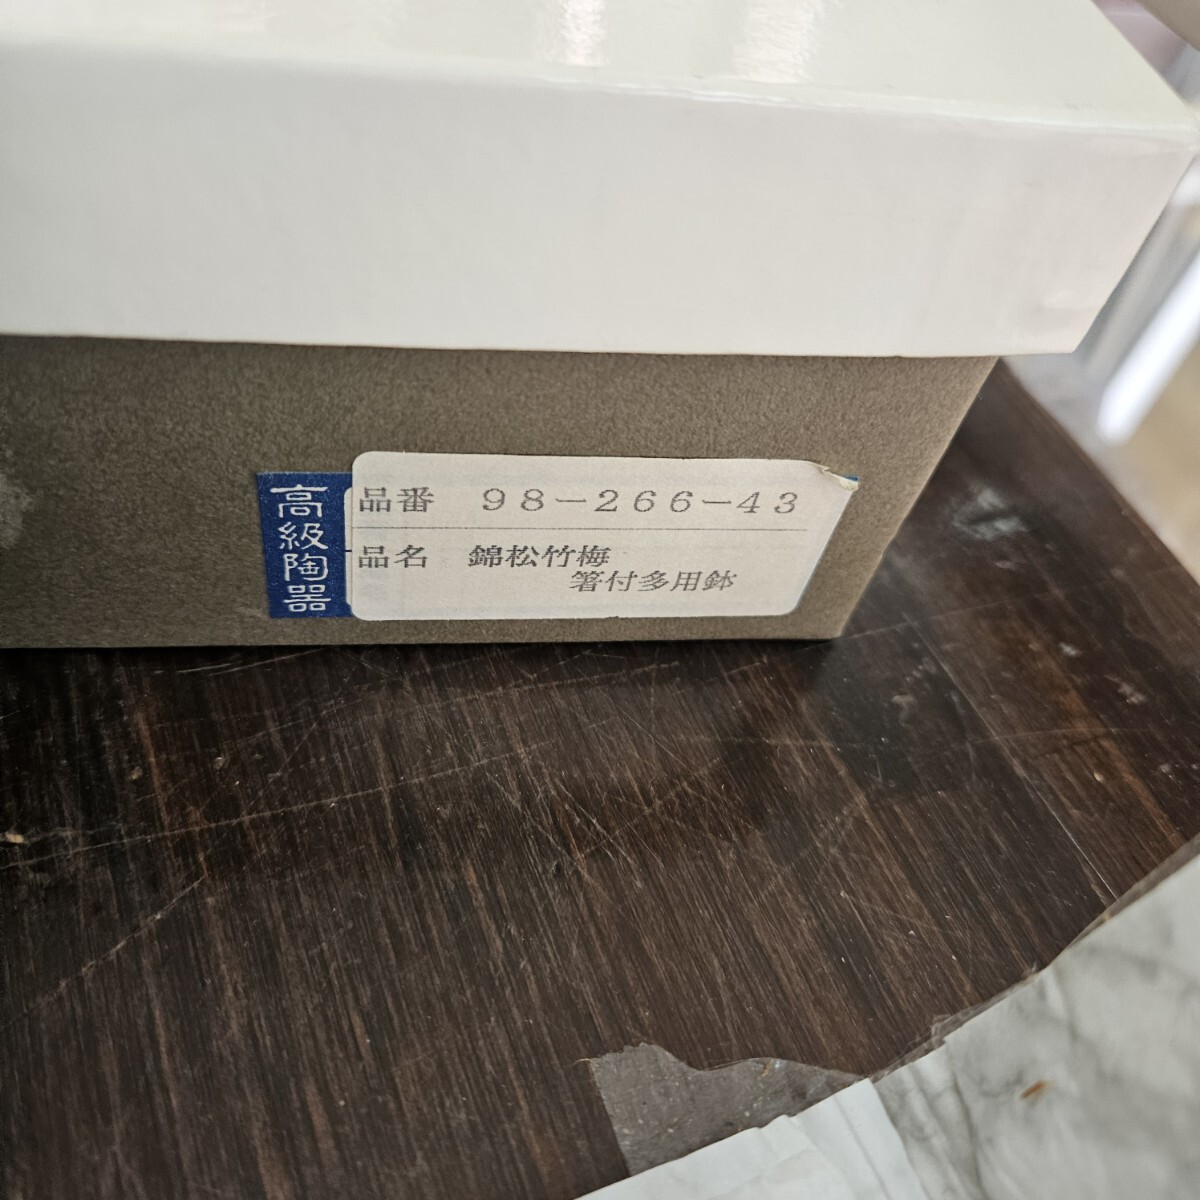 高級陶器
品番 98-266-43
品名 錦松竹梅
箸付多用鉢